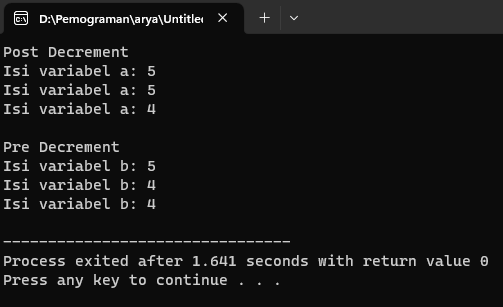 D:\Pemograman\arya\Untitled
Post Decrement
Isi variabel a: 5
Isi variabel a: 5
Isi variabel a: 4
Pre Decrement
Isi variabel b: 5
Isi variabel b: 4
Isi variabel b: 4
--------------------------------
Process exited after 1.641 seconds with return value 0
Press any key to continue . . .